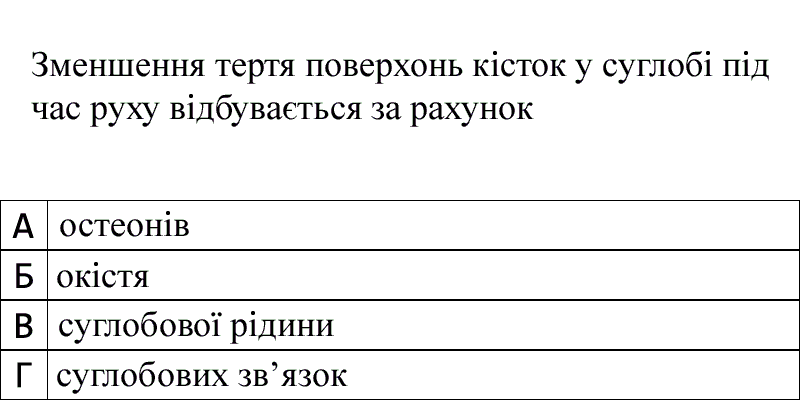 Зменшення тертя поверхонь кісток у суглобі під
час руху відбувається за рахунок
А остеонів
Б окістя
В суглобової рідини
Г суглобових зв’язок